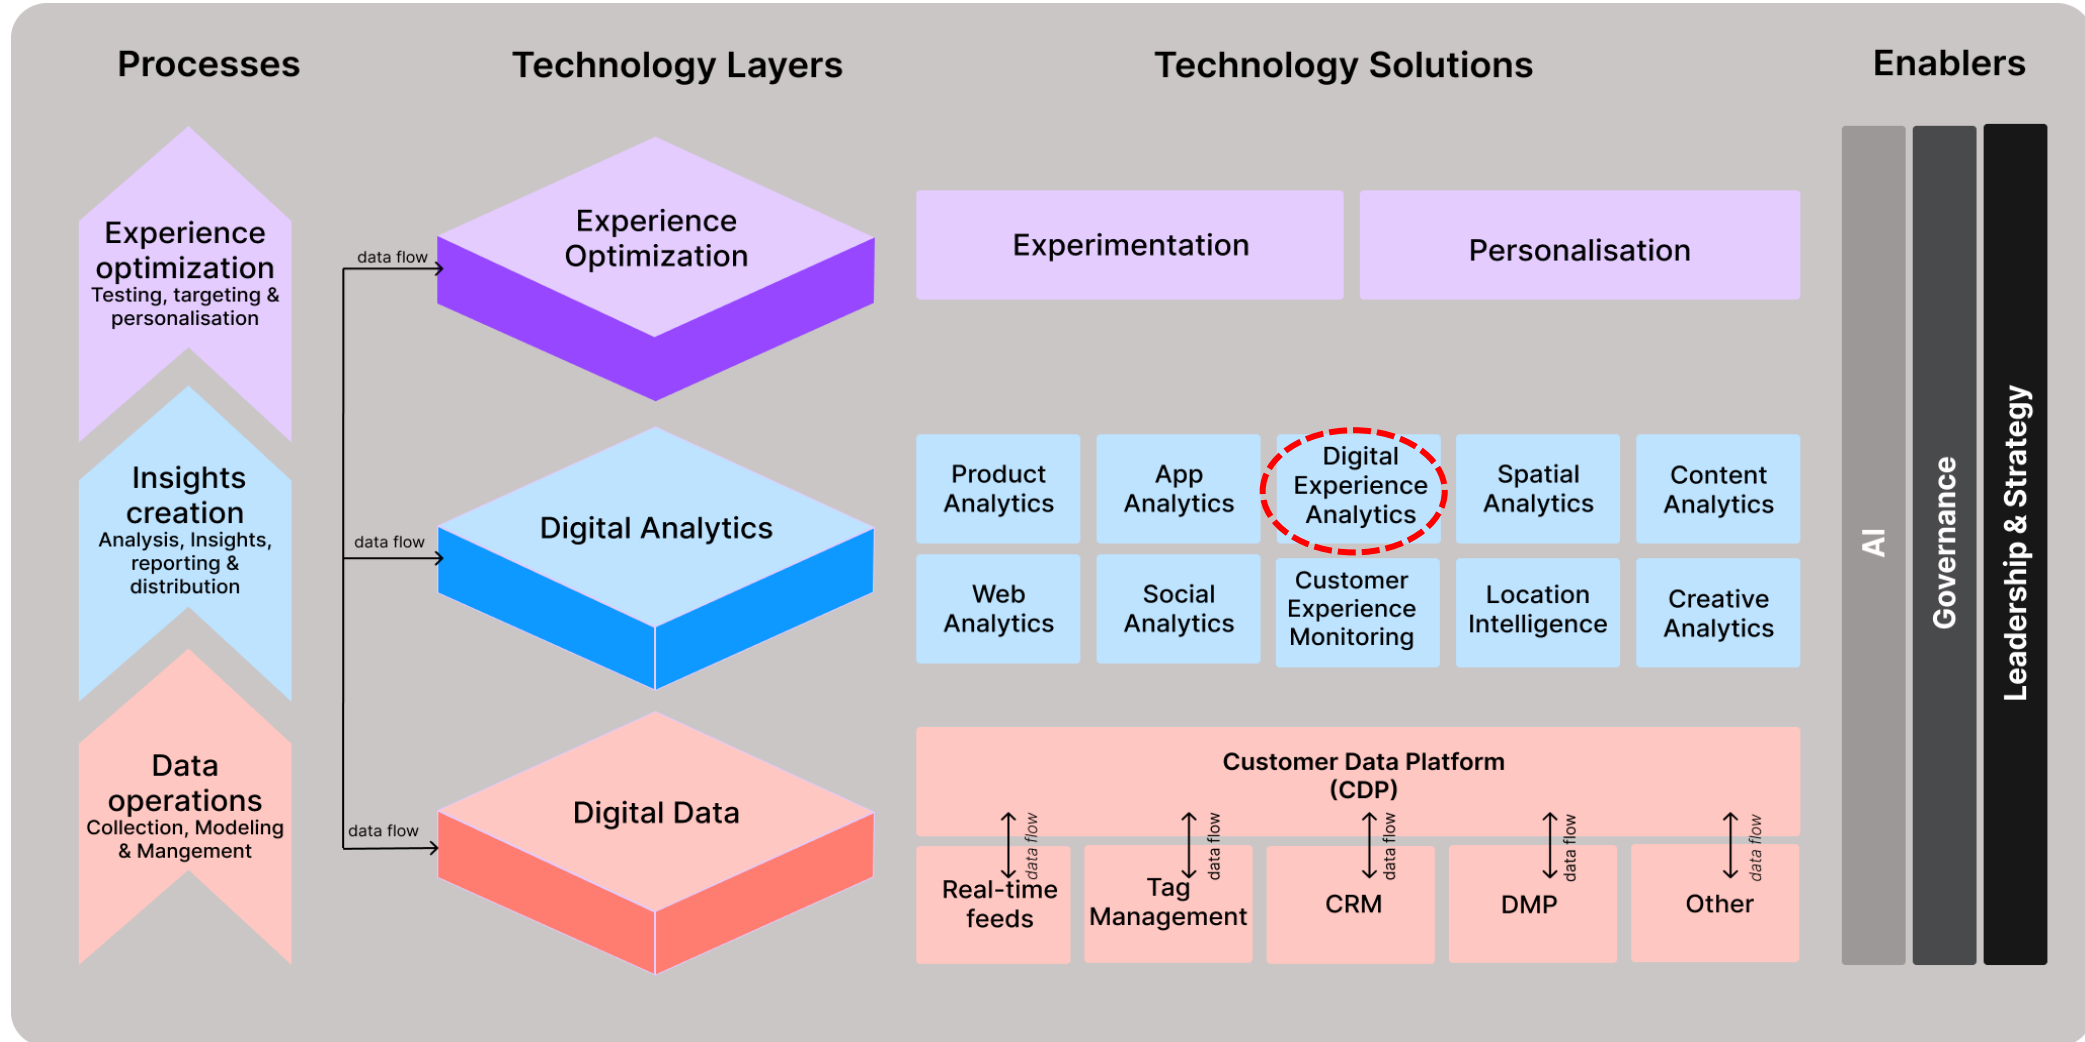 Processes
Technology Layers
Technology Solutions
Enablers
Experience
optimization
Testing, targeting &
personalisation
data flow
Experience
Optimization
Experimentation
Personalisation
Insights
creation
Analysis, Insights,
reporting &
distribution
data flow
Digital Analytics
Product
Analytics
App
Analytics
Digital
Experience
Analytics
Spatial
Analytics
Content
Analytics
Web
Analytics
Social
Analytics
Customer
Experience
Monitoring
Location
Intelligence
Creative
Analytics
Data
operations
Collection, Modeling
& Mangement
data flow
Digital Data
Customer Data Platform
(CDP)
data flow
data flow
data flow
data flow
data flow
Real-time
feeds
Tag
Management
CRM
DMP
Other
AI
Governance
Leadership & Strategy